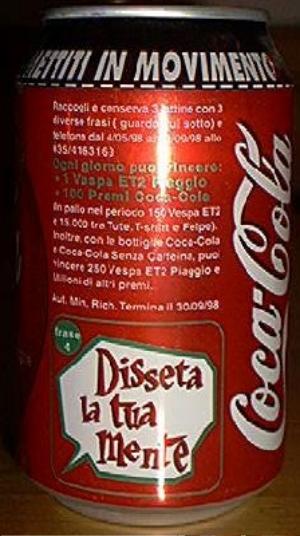 METTITI IN MOVIMENTO
Raccogli e conserva 3 lattine con 3
diverse frasi ( guarda sul sotto) e
telefona dal 4/05/98 al /09/98 allo
035/4163163
Ogni giorno puoi vincere:
• 1 Vespa ET2 Piaggio
• 100 Premi Coca-Cola
In palio nel periodo 150 Vespa ET2
e 15.000 tra Tute, T-shirt e Felpe).
Inoltre, con le bottiglie Coca-Cola
e Coca-Cola Senza Caffeina, puoi
vincere 250 Vespa ET2 Piaggio e
Milioni di altri premi.
Aut. Min. Rich. Termina il 30/09/98
frase
4
Disseta
la tua
mente
Coca-Cola